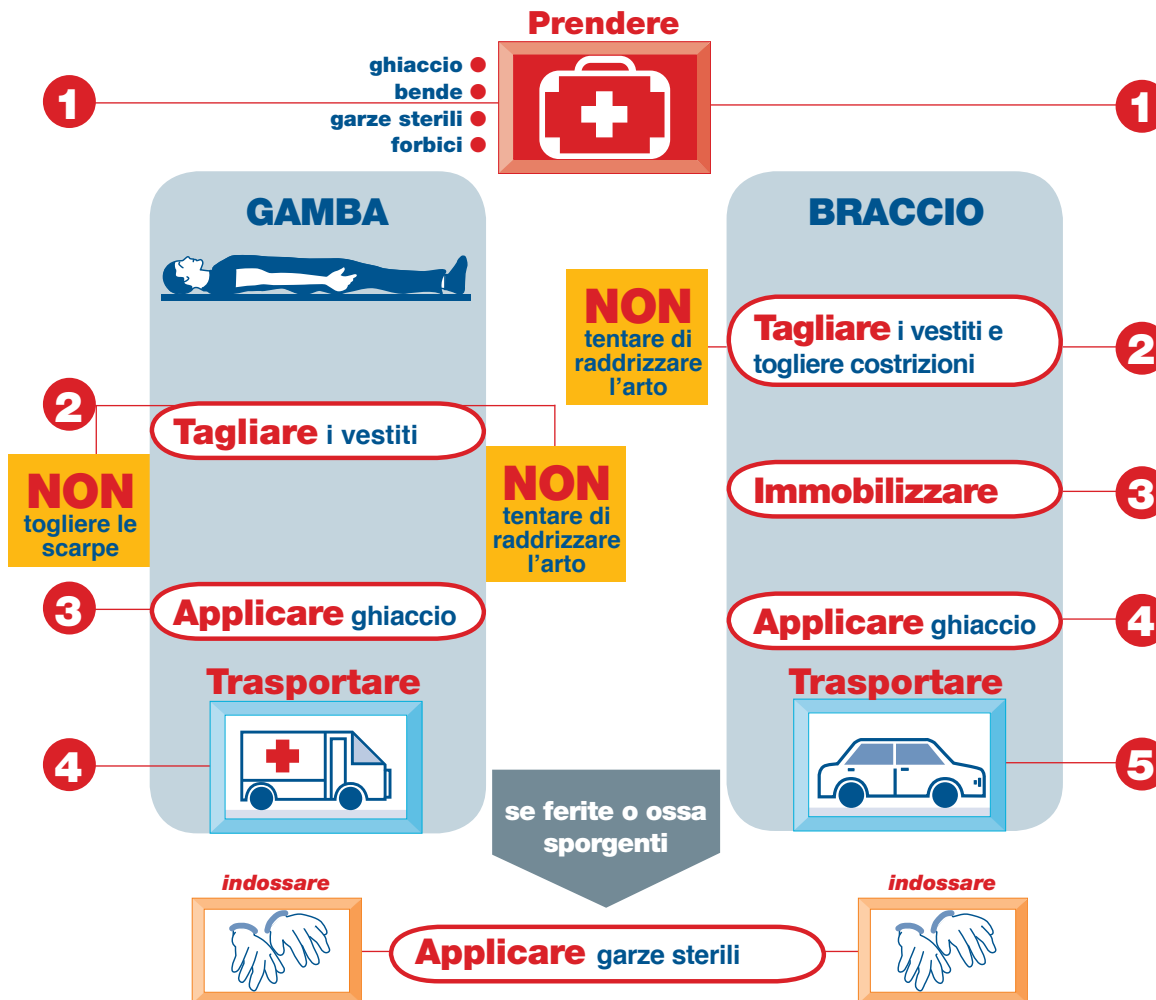 Prendere
1
ghiaccio
bende
garze sterili
forbici
1
GAMBA
2
Tagliare i vestiti
NON
togliere le
scarpe
NON
tentare di
raddrizzare
l'arto
3
Applicare ghiaccio
Trasportare
4
BRACCIO
NON
tentare di
raddrizzare
l'arto
Tagliare i vestiti e
togliere costrizioni
2
Immobilizzare
3
Applicare ghiaccio
4
Trasportare
5
se ferite o ossa
sporgenti
indossare
Applicare garze sterili
indossare